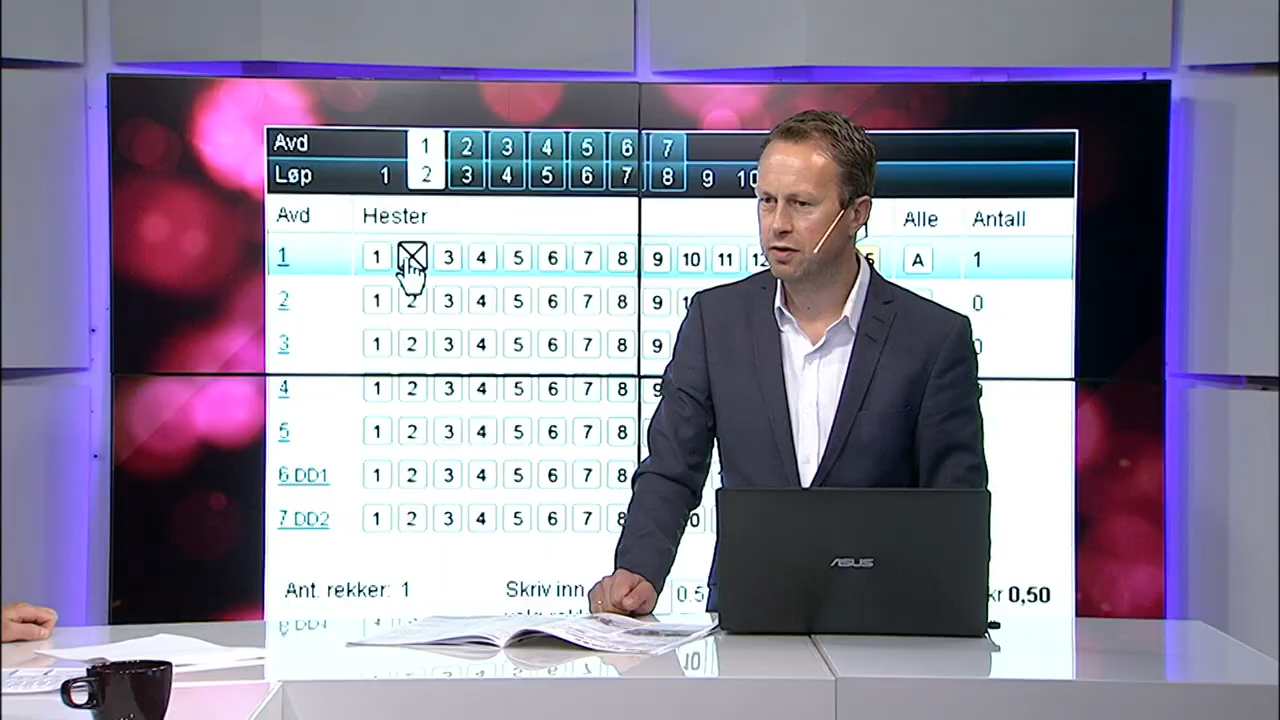 Avd 1 2 3 4 5 6 7
Løp 1 2 3 4 5 6 7 8 9 10
Avd Hester Alle Antall
1 1 3 4 5 6 7 8 9 10 11 12 A 1
2 1 2 3 4 5 6 7 8 9 0
3 1 2 3 4 5 6 7 8 9
4 1 2 3 4 5 6 7 8
5 1 2 3 4 5 6 7 8
6 DD1 1 2 3 4 5 6 7 8
7 DD2 1 2 3 4 5 6 7 8
Ant. rekker: 1 Skriv inn 0.5 kr 0,50
ASUS